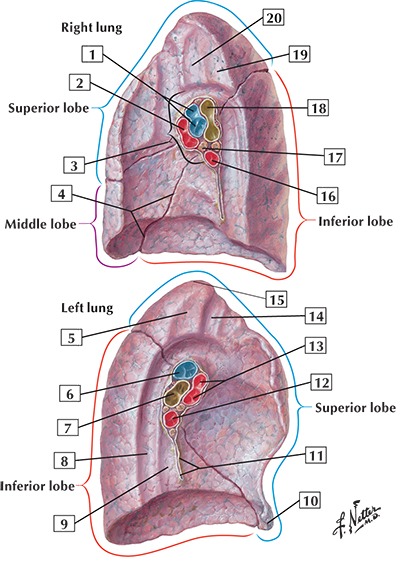 Right lung
20
1
19
2
18
Superior lobe
3
17
4
16
Middle lobe
Inferior lobe
15
Left lung
14
5
13
6
12
7
Superior lobe
8
11
Inferior lobe
10
9
f. Netter
M.D.